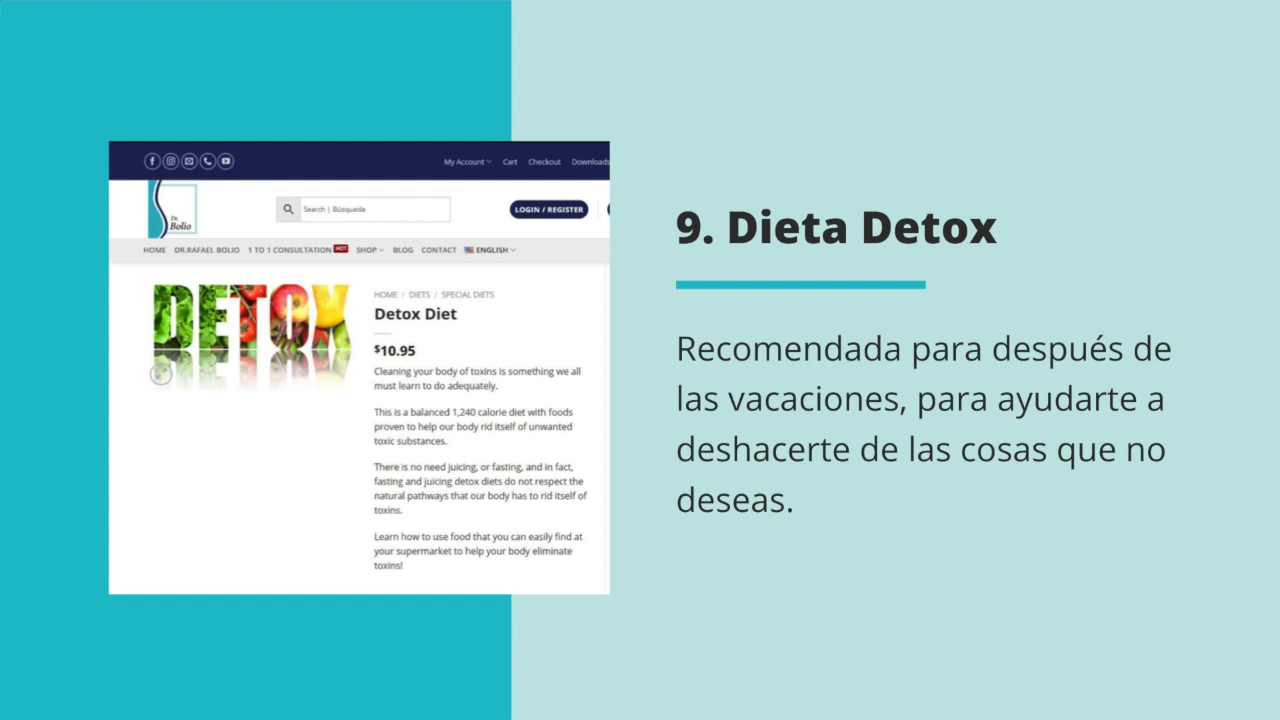 My Account
Cart
Checkout
Downloads
Dr.
Bolio
Search | Búsqueda
LOGIN / REGISTER
HOME
DR.RAFAEL BOLIO
1 TO 1 CONSULTATION
HOT
SHOP
BLOG
CONTACT
ENGLISH
DETOX
HOME / DIETS / SPECIAL DIETS
Detox Diet
$10.95
Cleaning your body of toxins is something we all
must learn to do adequately.
This is a balanced 1,240 calorie diet with foods
proven to help our body rid itself of unwanted
toxic substances.
There is no need juicing, or fasting, and in fact,
fasting and juicing detox diets do not respect the
natural pathways that our body has to rid itself of
toxins.
Learn how to use food that you can easily find at
your supermarket to help your body eliminate
toxins!
9. Dieta Detox
Recomendada para después de
las vacaciones, para ayudarte a
deshacerte de las cosas que no
deseas.